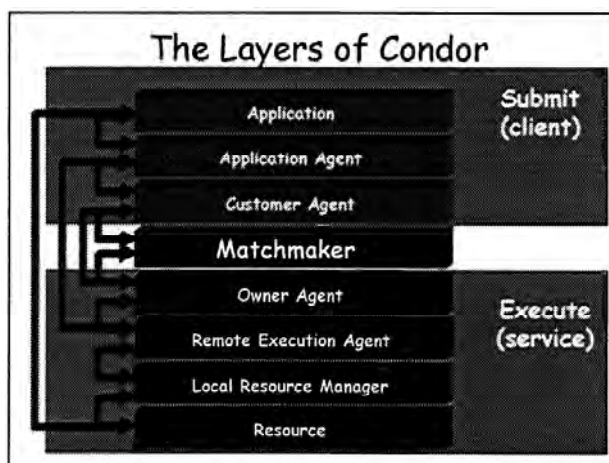 The Layers of Condor
Submit
(client)
Application
Application Agent
Customer Agent
Matchmaker
Owner Agent
Execute
(service)
Remote Execution Agent
Local Resource Manager
Resource